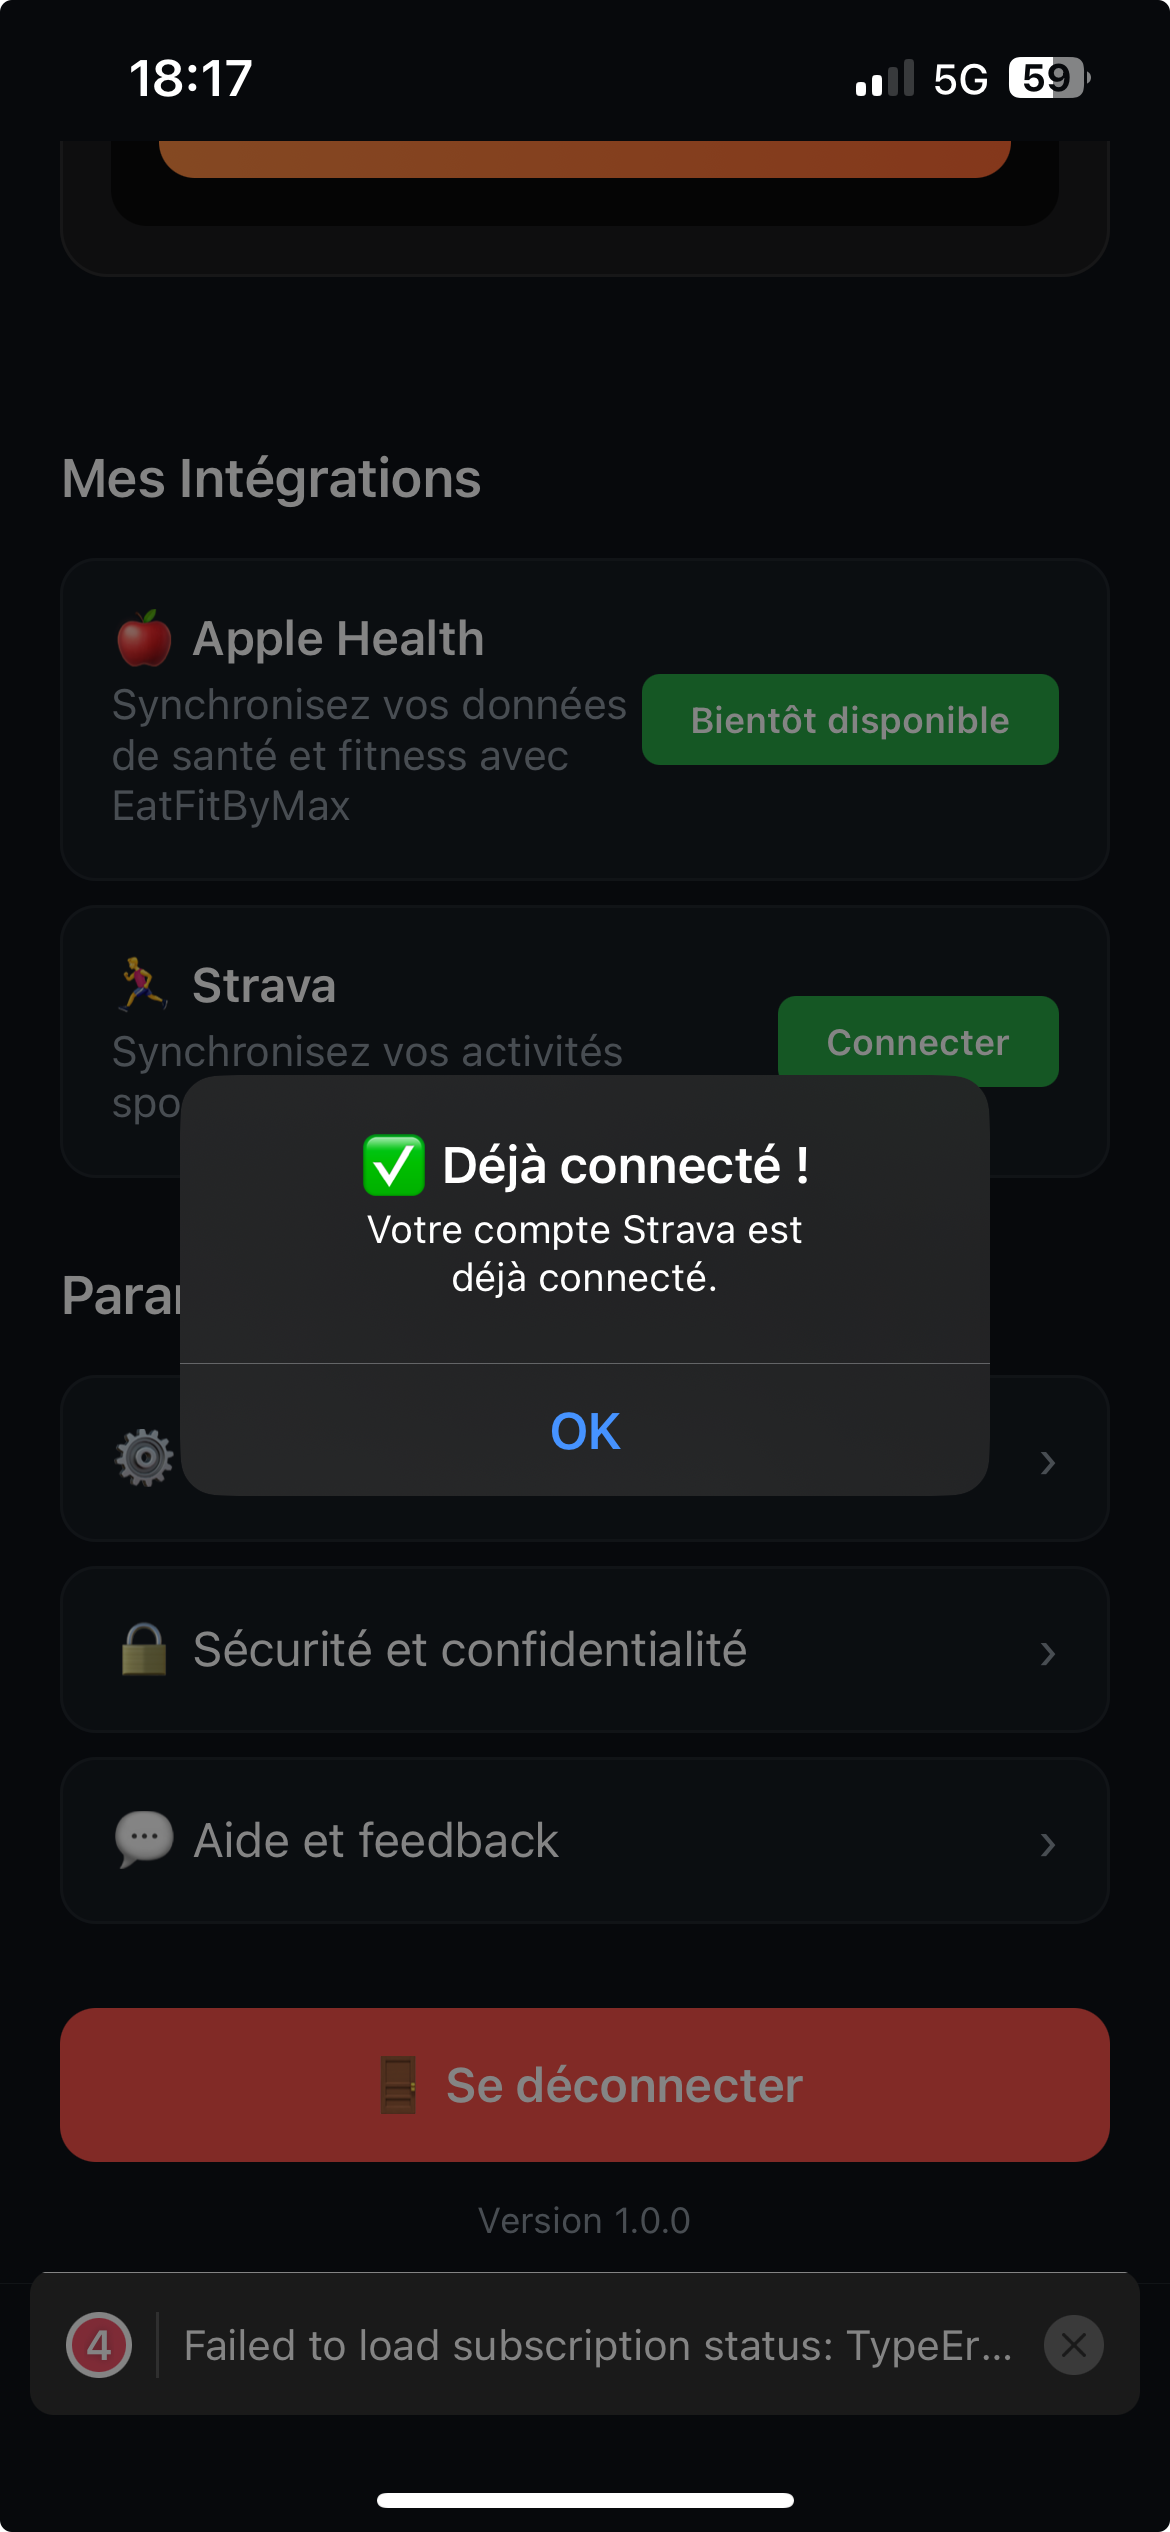 18:17
5G 59
Mes Intégrations
Apple Health
Synchronisez vos données
de santé et fitness avec
EatFitByMax
Bientôt disponible
Strava
Synchronisez vos activités
spo
Connecter
✅ Déjà connecté !
Votre compte Strava est
déjà connecté.
OK
Para
Sécurité et confidentialité
Aide et feedback
Se déconnecter
Version 1.0.0
4 Failed to load subscription status: TypeEr...